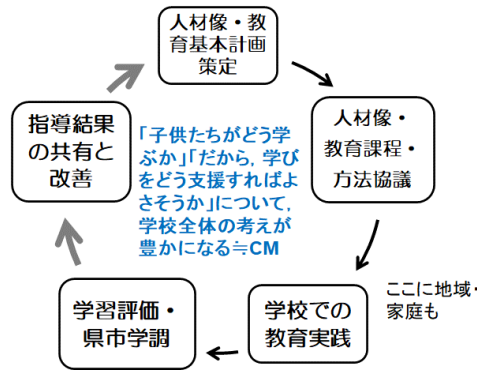 人材像・教
育基本計画
策定
人材像・
教育課程・
方法協議
指導結果
の共有と
改善
「子供たちがどう学
ぶか」「だから, 学び
をどう支援すればよ
さそうか」について,
学校全体の考えが
豊かになる≒CM
ここに地域・
家庭も
学校での
教育実践
学習評価・
県市学調